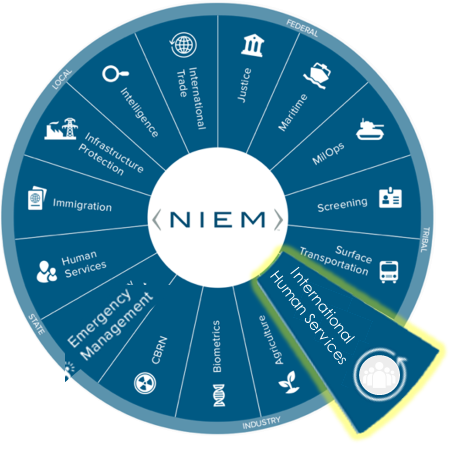 FEDERAL
LOCAL
TRIBAL
STATE
INDUSTRY
NIEM
Justice
Maritime
MilOps
Screening
Surface
Transportation
International
Human Services
Agriculture
Biometrics
CBRN
Emergency
Management
Human
Services
Immigration
Infrastructure
Protection
Intelligence
International
Trade